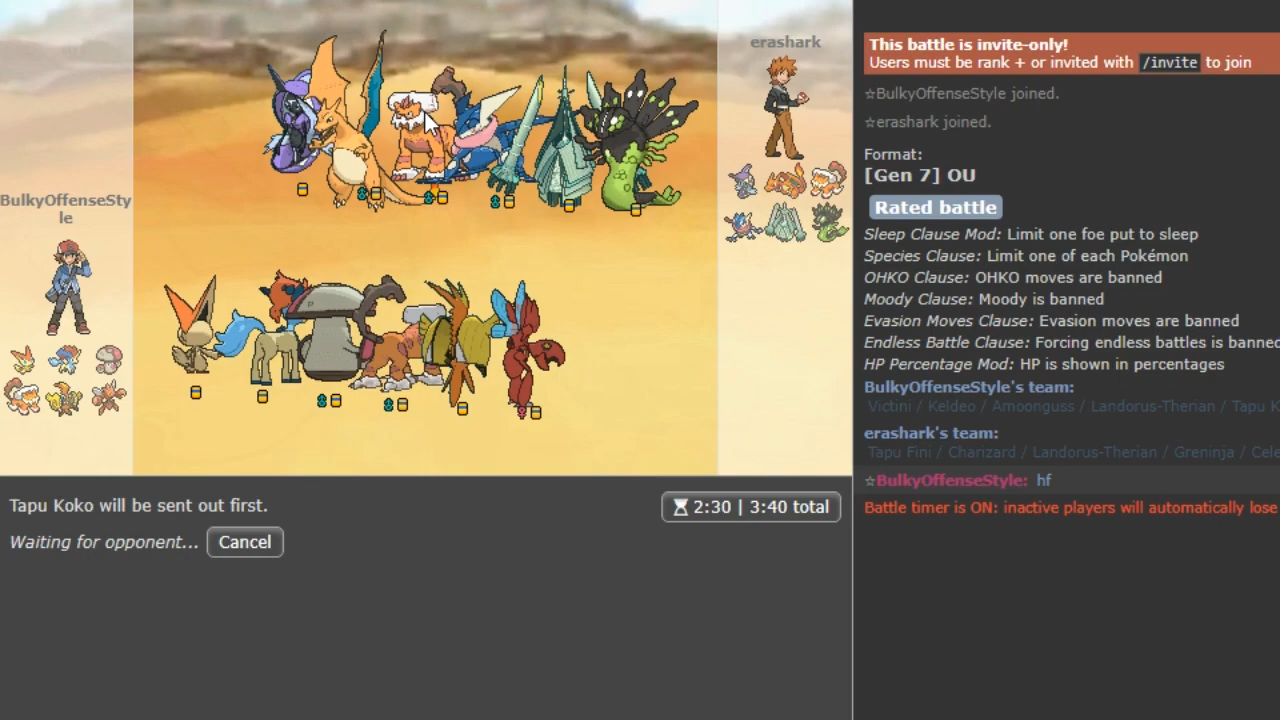 erashark
BulkyOffenseSty
le
Tapu Koko will be sent out first.
Waiting for opponent... Cancel
2:30 | 3:40 total
This battle is invite-only!
Users must be rank + or invited with /invite to join
☆BulkyOffenseStyle joined.
☆erashark joined.
Format:
[Gen 7] OU
Rated battle
Sleep Clause Mod: Limit one foe put to sleep
Species Clause: Limit one of each Pokémon
OHKO Clause: OHKO moves are banned
Moody Clause: Moody is banned
Evasion Moves Clause: Evasion moves are banned
Endless Battle Clause: Forcing endless battles is banned
HP Percentage Mod: HP is shown in percentages
BulkyOffenseStyle's team:
Victini / Keldeo / Amoonguss / Landorus-Therian / Tapu K
erashark's team:
Tapu Fini / Charizard / Landorus-Therian / Greninja / Cele
☆BulkyOffenseStyle: hf
Battle timer is ON: inactive players will automatically lose